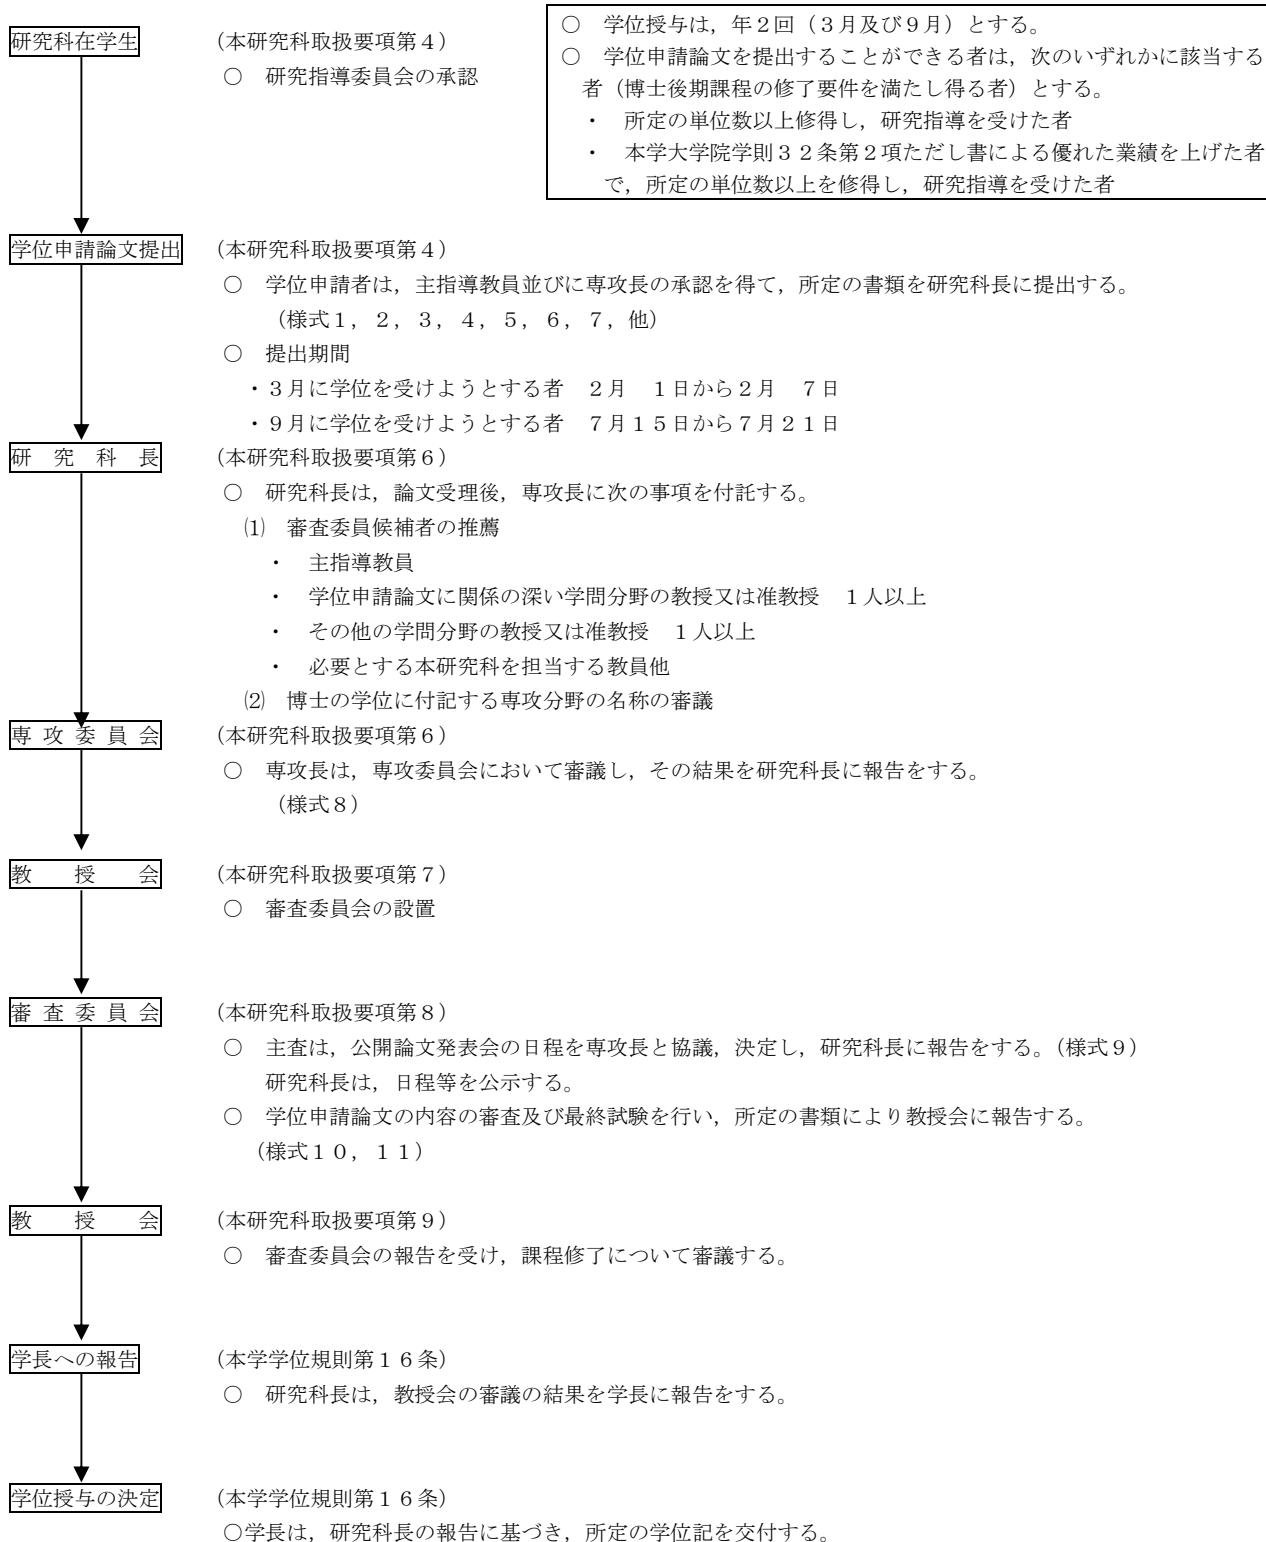 研究科在学生　（本研究科取扱要項第４）
○　研究指導委員会の承認
○　学位授与は，年２回（３月及び９月）とする。
○　学位申請論文を提出することができる者は，次のいずれかに該当する
者（博士後期課程の修了要件を満たし得る者）とする。
・　所定の単位数以上修得し，研究指導を受けた者
・　本学大学院学則３２条第２項ただし書による優れた業績を上げた者
で，所定の単位数以上を修得し，研究指導を受けた者
学位申請論文提出　（本研究科取扱要項第４）
○　学位申請者は，主指導教員並びに専攻長の承認を得て，所定の書類を研究科長に提出する。
（様式１，２，３，４，５，６，７，他）
○　提出期間
・３月に学位を受けようとする者　２月　１日から２月　７日
・９月に学位を受けようとする者　７月１５日から７月２１日
研　究　科　長　（本研究科取扱要項第６）
○　研究科長は，論文受理後，専攻長に次の事項を付託する。
⑴　審査委員候補者の推薦
・　主指導教員
・　学位申請論文に関係の深い学問分野の教授又は准教授　１人以上
・　その他の学問分野の教授又は准教授　１人以上
・　必要とする本研究科を担当する教員他
⑵　博士の学位に付記する専攻分野の名称の審議
専 攻 委 員 会　（本研究科取扱要項第６）
○　専攻長は，専攻委員会において審議し，その結果を研究科長に報告をする。
（様式８）
教　　授　　会　（本研究科取扱要項第７）
○　審査委員会の設置
審 査 委 員 会　（本研究科取扱要項第８）
○　主査は，公開論文発表会の日程を専攻長と協議，決定し，研究科長に報告をする。（様式９）
研究科長は，日程等を公示する。
○　学位申請論文の内容の審査及び最終試験を行い，所定の書類により教授会に報告する。
（様式１０，１１）
教　　授　　会　（本研究科取扱要項第９）
○　審査委員会の報告を受け，課程修了について審議する。
学長への報告　（本学学位規則第１６条）
○　研究科長は，教授会の審議の結果を学長に報告をする。
学位授与の決定　（本学学位規則第１６条）
○学長は，研究科長の報告に基づき，所定の学位記を交付する。